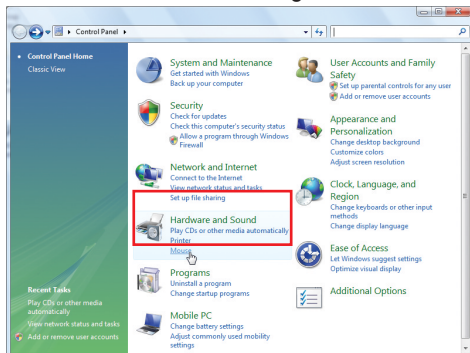 Control Panel
Control Panel Home
Classic View
System and Maintenance
Get started with Windows
Back up your computer
Security
Check for updates
Check this computer's security status
Allow a program through Windows
Firewall
Network and Internet
Connect to the Internet
View network status and tasks
Set up file sharing
Hardware and Sound
Play CDs or other media automatically
Printer
Mouse
Programs
Uninstall a program
Change startup programs
Mobile PC
Change battery settings
Adjust commonly used mobility
settings
User Accounts and Family
Safety
Set up parental controls for any user
Add or remove user accounts
Appearance and
Personalization
Change desktop background
Customize colors
Adjust screen resolution
Clock, Language, and
Region
Change keyboards or other input
methods
Change display language
Ease of Access
Let Windows suggest settings
Optimize visual display
Additional Options
Recent Tasks
Play CDs or other media
automatically
View network status and tasks
Add or remove user accounts